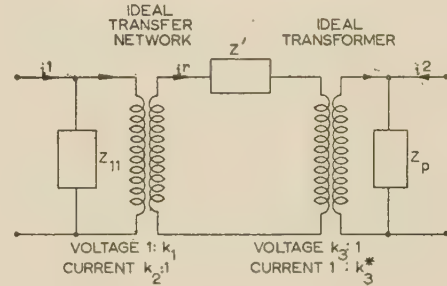 IDEAL
TRANSFER
NETWORK
IDEAL
TRANSFORMER
i1
ir
Z'
i2
Z11
Zp
VOLTAGE 1: k1
CURRENT k2:1
VOLTAGE k3:1
CURRENT 1 : k3*